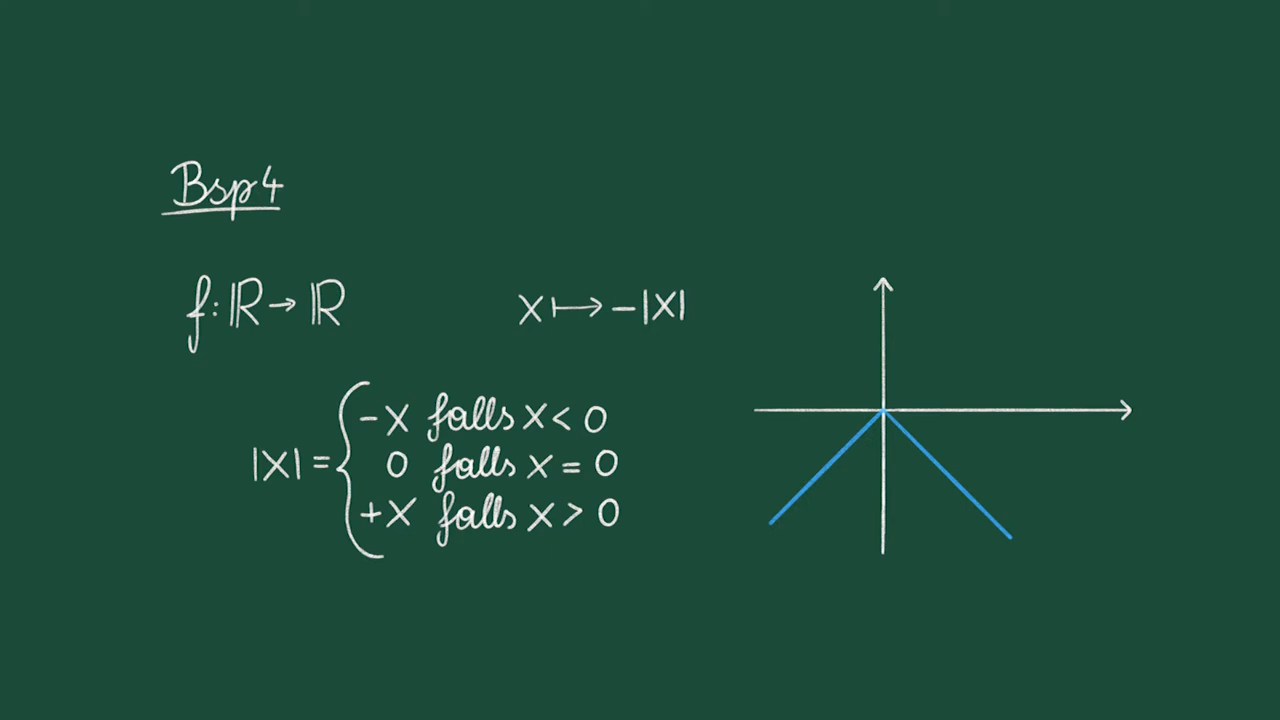 Bsp4
f: ℝ → ℝ x ⟼ -|x|
-x falls x < 0
|x| = { 0 falls x = 0
+x falls x > 0